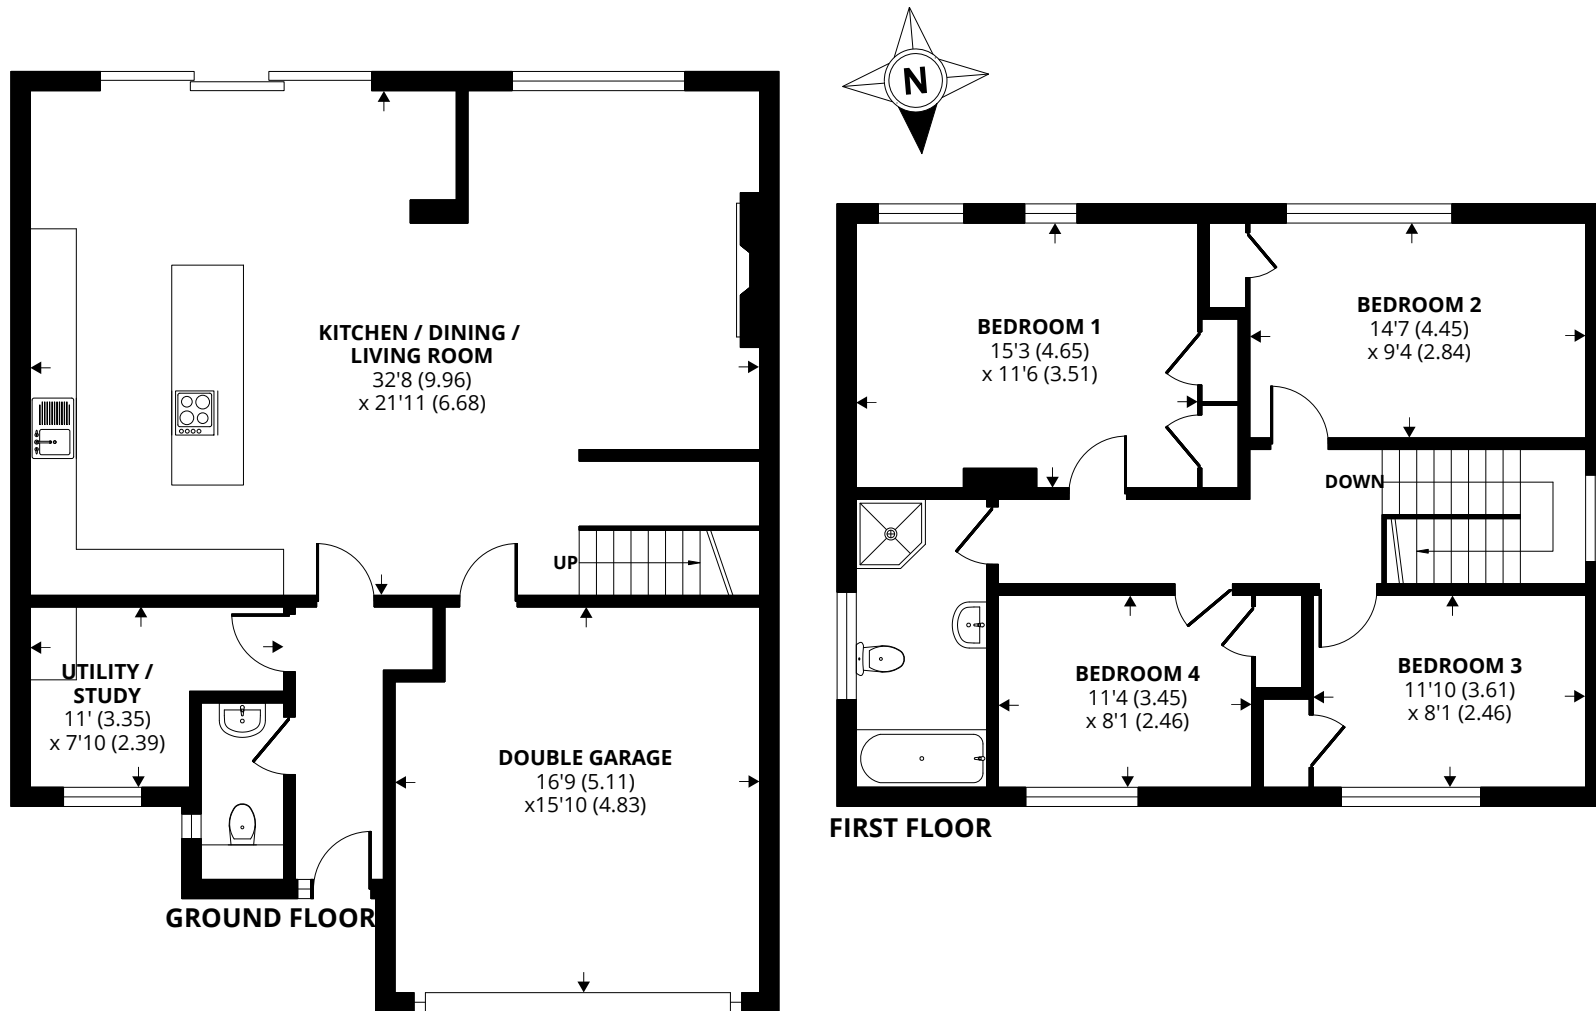 N
KITCHEN / DINING /
LIVING ROOM
32'8 (9.96)
x 21'11 (6.68)
UP
UTILITY /
STUDY
11' (3.35)
x 7'10 (2.39)
DOUBLE GARAGE
16'9 (5.11)
x15'10 (4.83)
GROUND FLOOR
BEDROOM 1
15'3 (4.65)
x 11'6 (3.51)
BEDROOM 2
14'7 (4.45)
x 9'4 (2.84)
DOWN
BEDROOM 4
11'4 (3.45)
x 8'1 (2.46)
BEDROOM 3
11'10 (3.61)
x 8'1 (2.46)
FIRST FLOOR